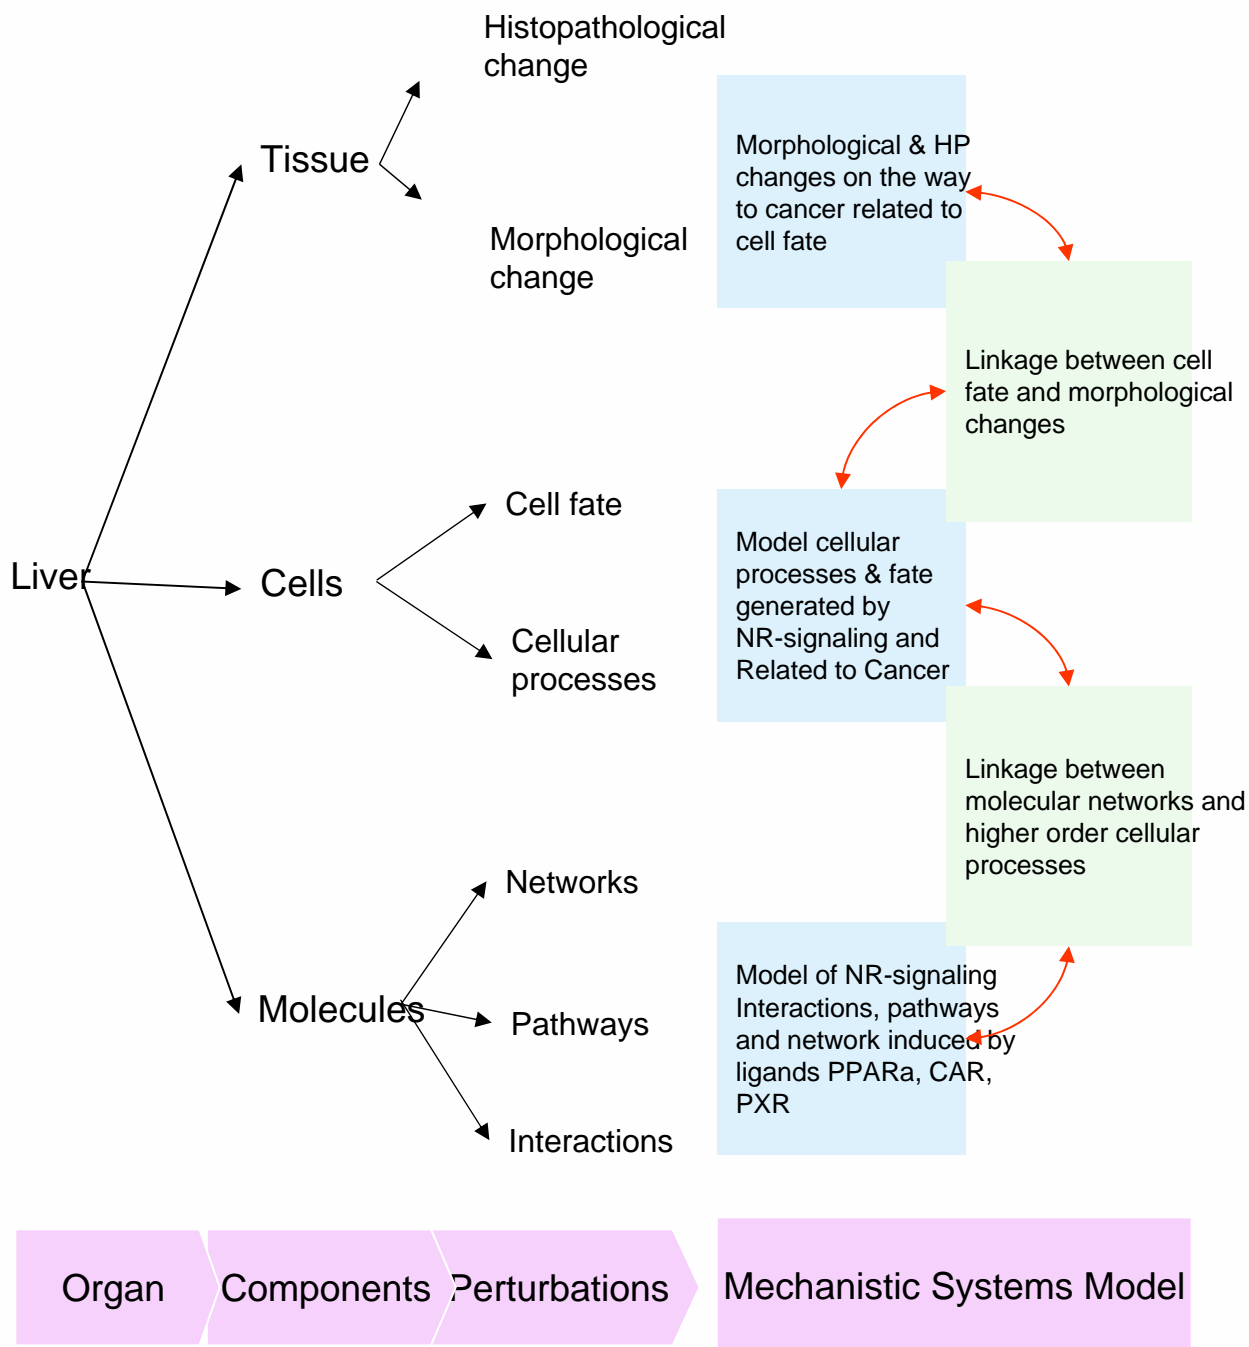 Histopathological
change
Tissue
Morphological
change
Morphological & HP
changes on the way
to cancer related to
cell fate
Linkage between cell
fate and morphological
changes
Liver
Cells
Cell fate
Cellular
processes
Model cellular
processes & fate
generated by
NR-signaling and
Related to Cancer
Linkage between
molecular networks and
higher order cellular
processes
Molecules
Networks
Pathways
Interactions
Model of NR-signaling
Interactions, pathways
and network induced by
ligands PPARa, CAR,
PXR
Organ
Components
Perturbations
Mechanistic Systems Model